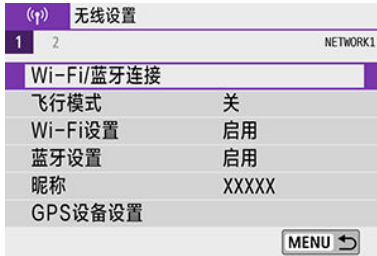 无线设置
1 2 NETWORK1
Wi-Fi/蓝牙连接
飞行模式 关
Wi-Fi设置 启用
蓝牙设置 启用
昵称 XXXXX
GPS设备设置
MENU